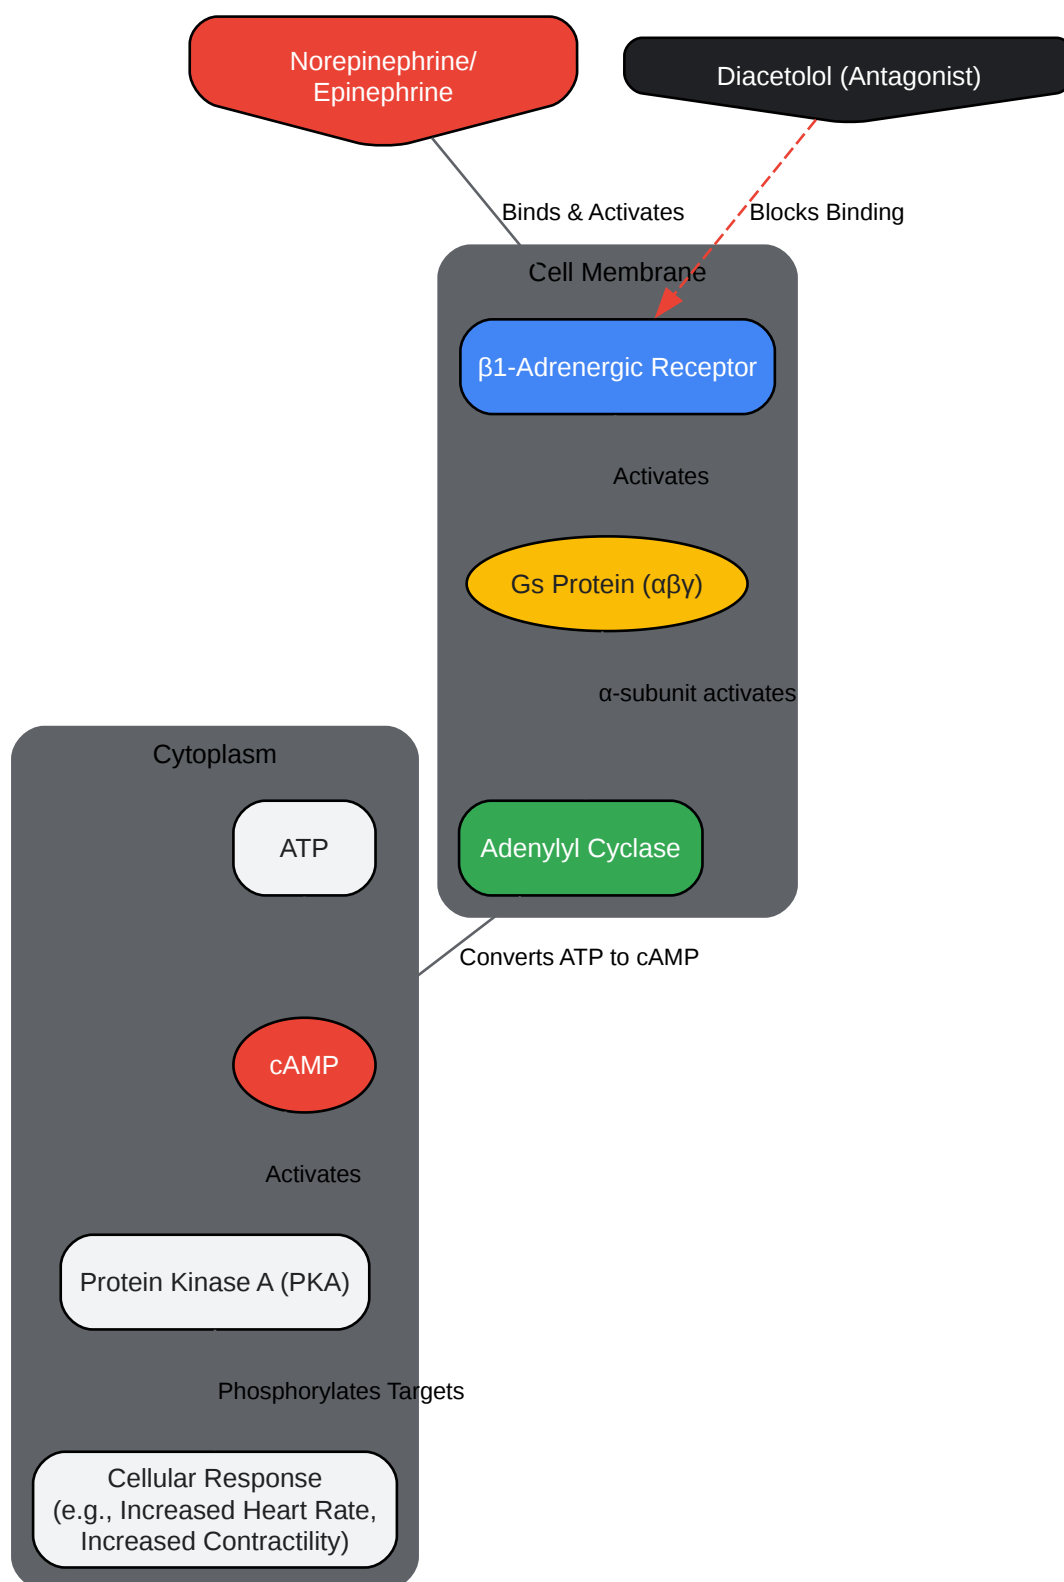 Norepinephrine/
Epinephrine
Diacetolol (Antagonist)
Binds & Activates
Blocks Binding
Cell Membrane
β1-Adrenergic Receptor
Activates
Gs Protein (αβγ)
α-subunit activates
Cytoplasm
ATP
Adenylyl Cyclase
Converts ATP to cAMP
cAMP
Activates
Protein Kinase A (PKA)
Phosphorylates Targets
Cellular Response
(e.g., Increased Heart Rate,
Increased Contractility)